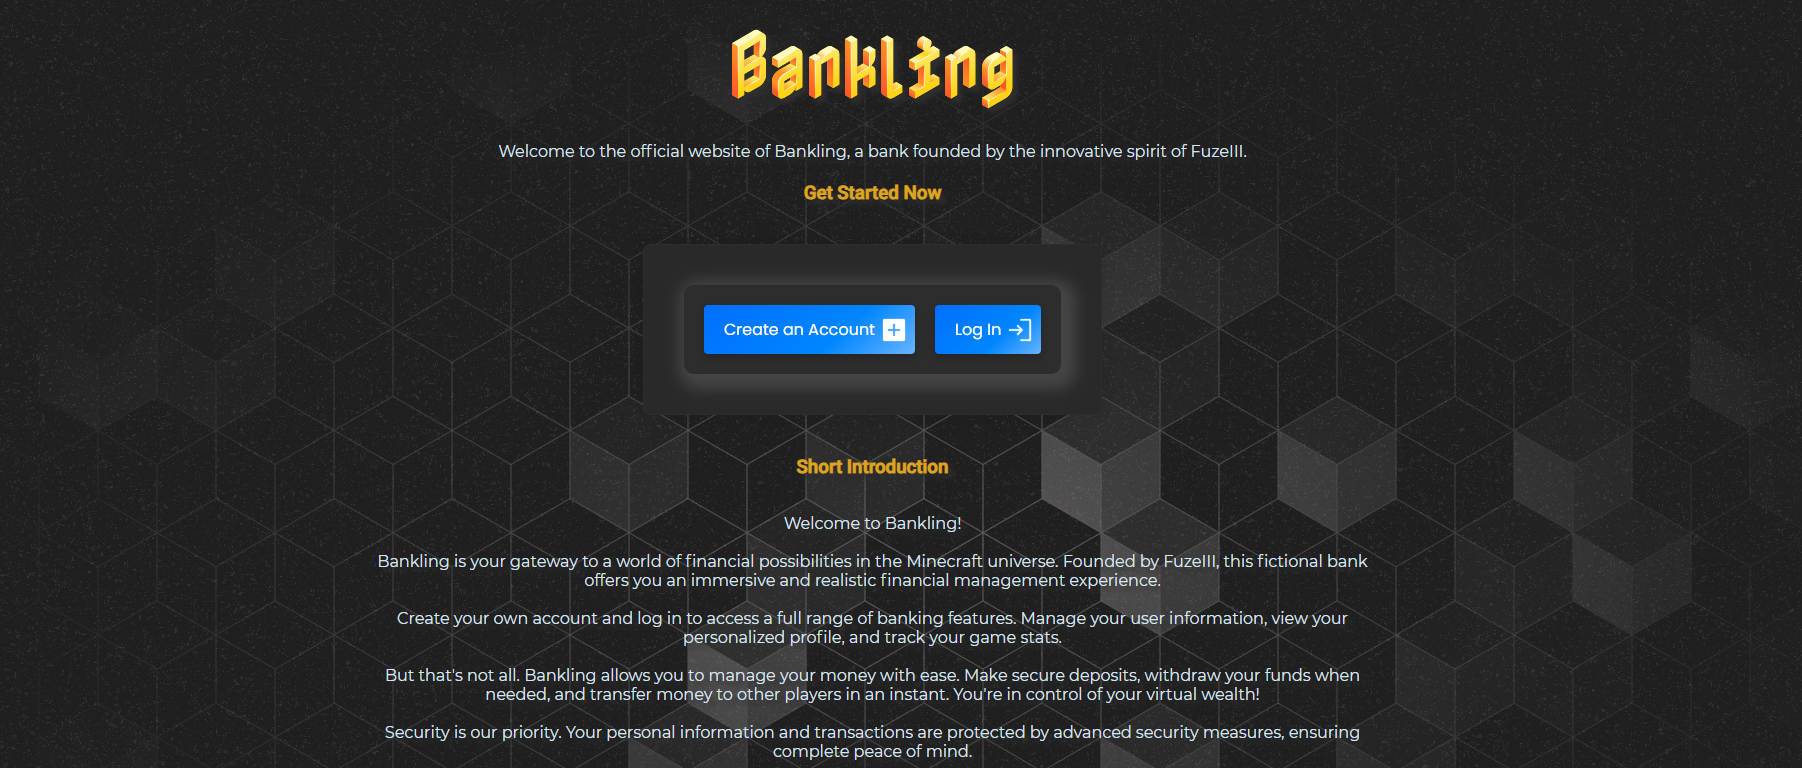 Bankling
Welcome to the official website of Bankling, a bank founded by the innovative spirit of FuzeIII.
Get Started Now
Create an Account
Log In
Short Introduction
Welcome to Bankling!
Bankling is your gateway to a world of financial possibilities in the Minecraft universe. Founded by FuzeIII, this fictional bank
offers you an immersive and realistic financial management experience.
Create your own account and log in to access a full range of banking features. Manage your user information, view your
personalized profile, and track your game stats.
But that's not all. Bankling allows you to manage your money with ease. Make secure deposits, withdraw your funds when
needed, and transfer money to other players in an instant. You're in control of your virtual wealth!
Security is our priority. Your personal information and transactions are protected by advanced security measures, ensuring
complete peace of mind.